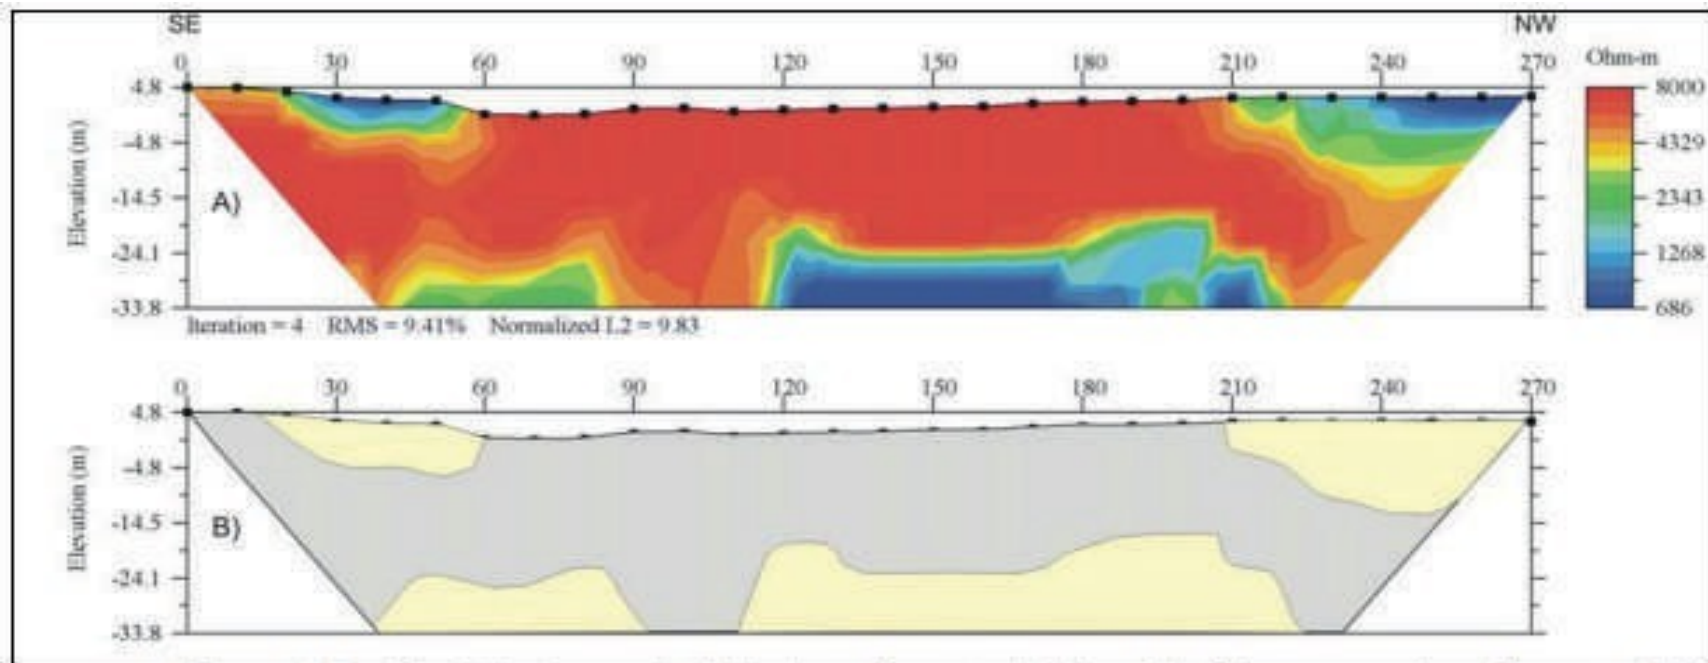 SE NW
0 30 60 90 120 150 180 210 240 270
Ohm-m
4.8
-4.8
-14.5
-24.1
-33.8
Elevation (m)
A)
8000
4329
2343
1268
686
Iteration = 4 RMS = 9.41% Normalized L2 = 9.83
0 30 60 90 120 150 180 210 240 270
4.8
-4.8
-14.5
-24.1
-33.8
Elevation (m)
B)